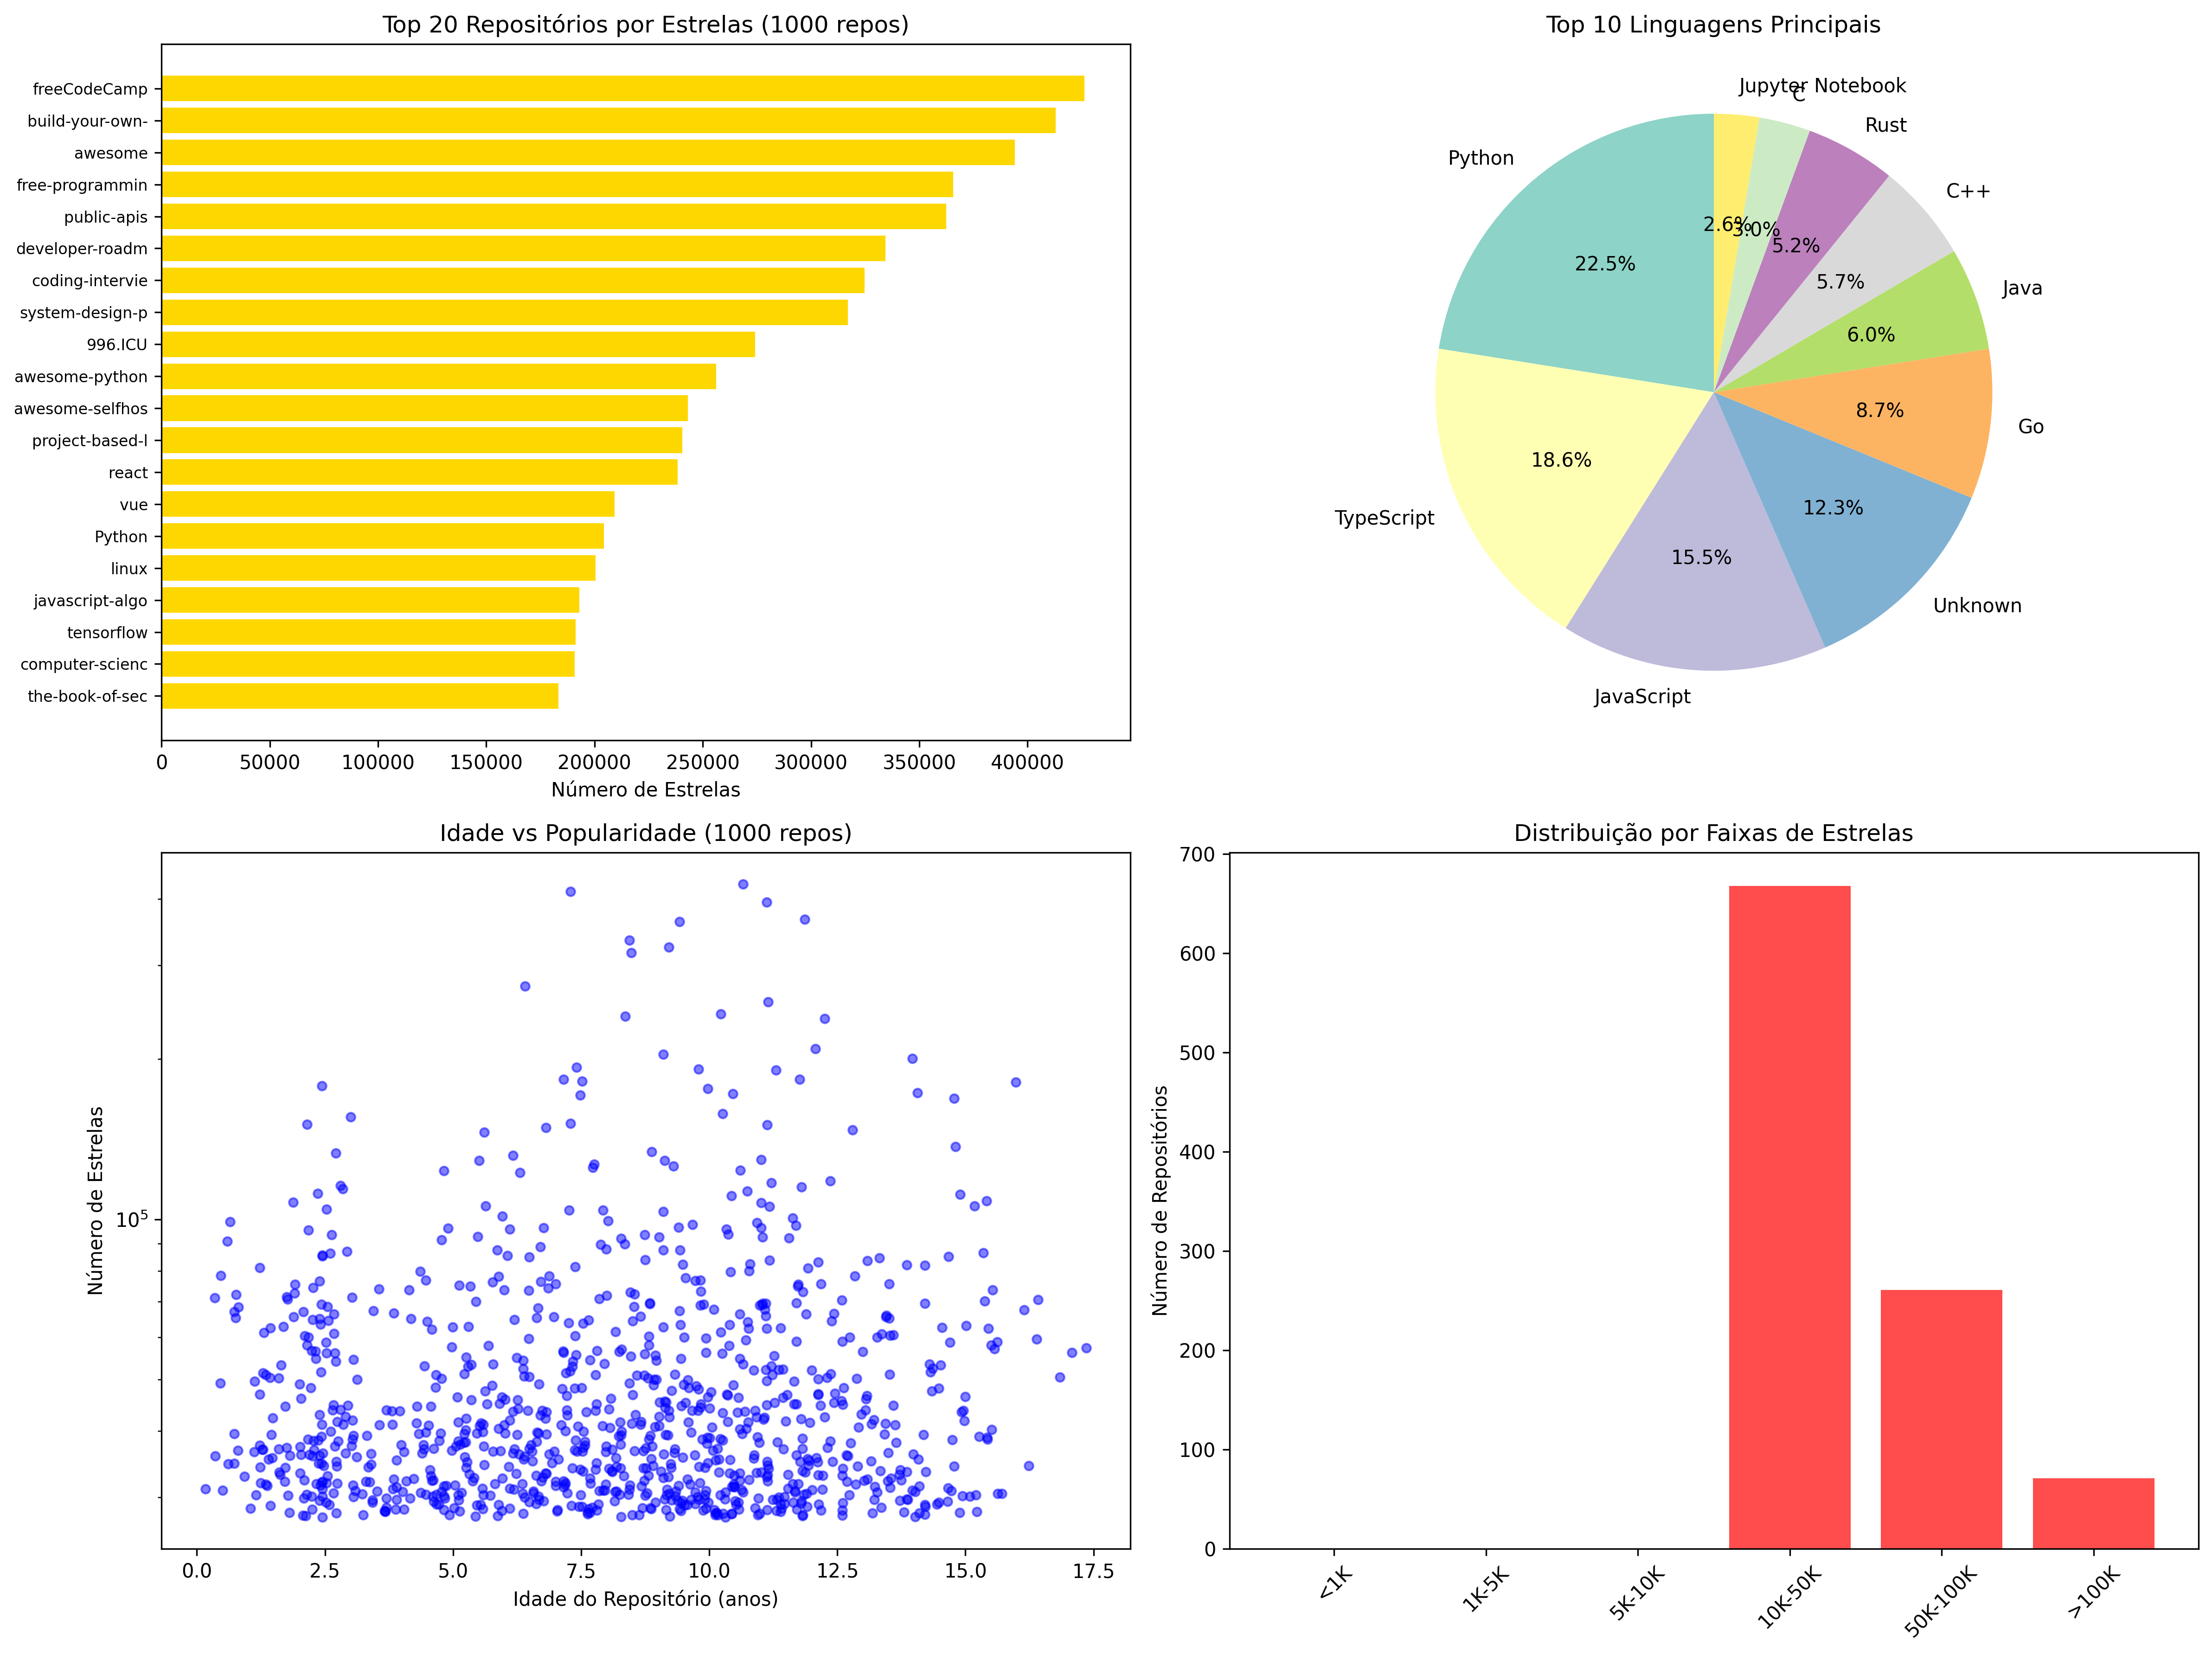 Top 20 Repositórios por Estrelas (1000 repos)
freeCodeCamp
build-your-own-
awesome
free-programmin
public-apis
developer-roadm
coding-intervie
system-design-p
996.ICU
awesome-python
awesome-selfhos
project-based-l
react
vue
Python
linux
javascript-algo
tensorflow
computer-scienc
the-book-of-sec
0 50000 100000 150000 200000 250000 300000 350000 400000
Número de Estrelas
Top 10 Linguagens Principais
Jupyter Notebook
C
Rust
C++
Java
Go
Unknown
JavaScript
TypeScript
Python
2.6%
3.0%
5.2%
5.7%
6.0%
8.7%
12.3%
15.5%
18.6%
22.5%
Idade vs Popularidade (1000 repos)
Número de Estrelas
10⁵
0.0 2.5 5.0 7.5 10.0 12.5 15.0 17.5
Idade do Repositório (anos)
Distribuição por Faixas de Estrelas
Número de Repositórios
700
600
500
400
300
200
100
0
<1K 1K-5K 5K-10K 10K-50K 50K-100K >100K